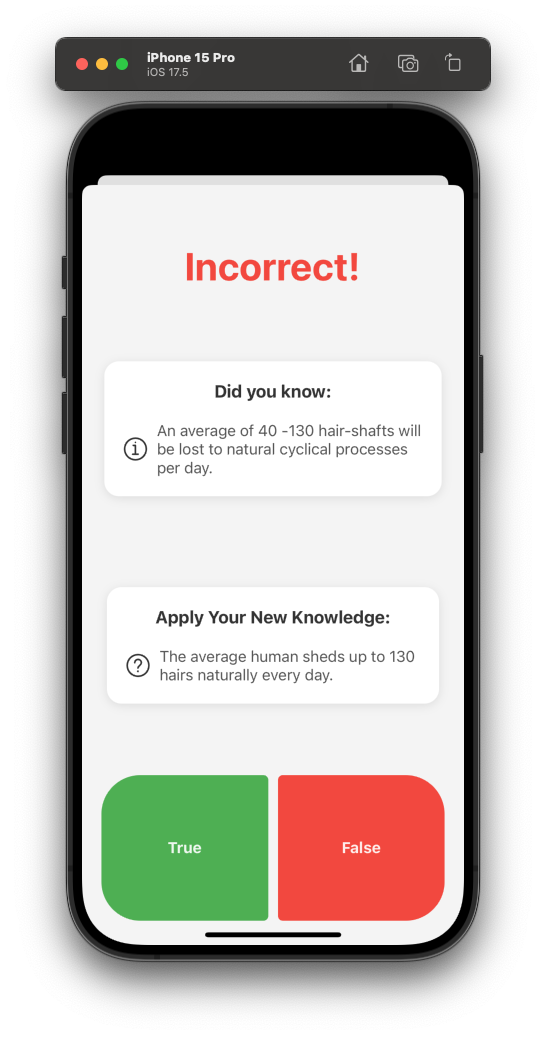 iPhone 15 Pro
iOS 17.5
Incorrect!
Did you know:
An average of 40 -130 hair-shafts will
be lost to natural cyclical processes
per day.
Apply Your New Knowledge:
The average human sheds up to 130
hairs naturally every day.
True
False